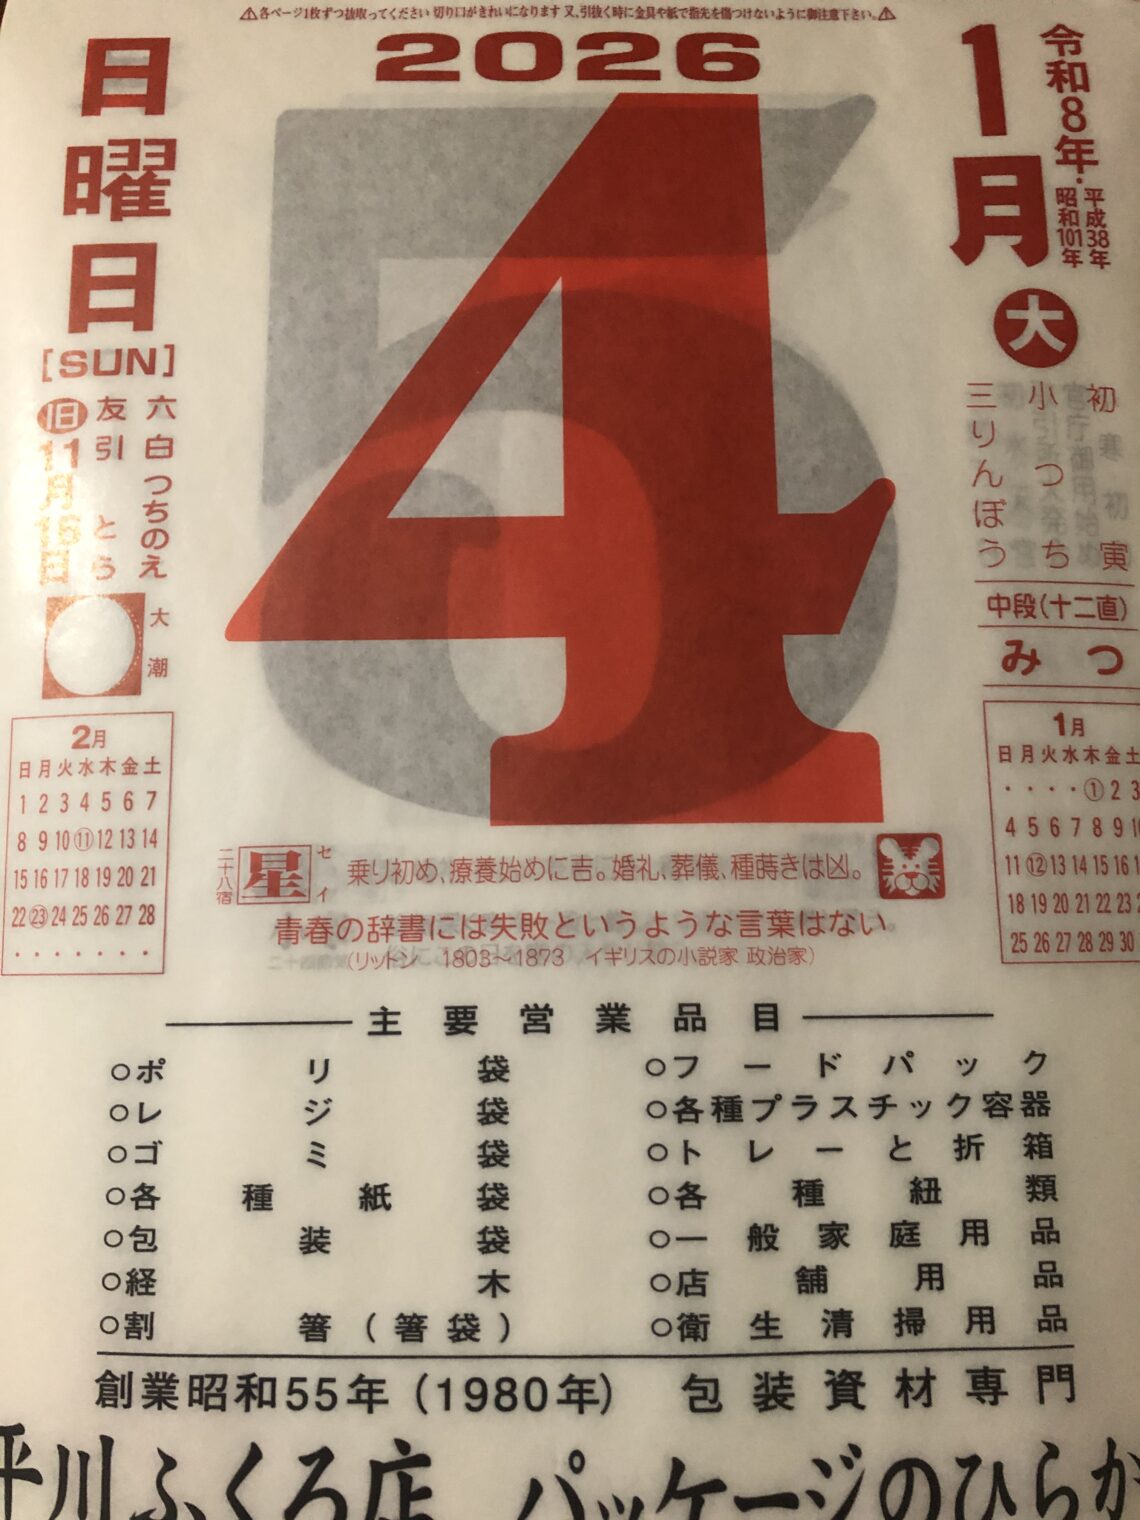 ⚠各ページ1枚ずつ抜取ってください 切り口がきれいになります 又、引抜く時に金具や紙で指先を傷つけないように御注意下さい。⚠
2026
令和8年・平成38年
昭和101年
1月
大
4
日曜日
[SUN]
六白つちのえ
友引 とら
旧11月16日
大潮
初寅
小つち
三りんぼう
中段(十二直)
みつ
2月
日月火水木金土
1 2 3 4 5 6 7
8 9 10 ⑪ 12 13 14
15 16 17 18 19 20 21
22 ㉓ 24 25 26 27 28
・・・・・・・
1月
日月火水木金土
・・・・① 2 3
4 5 6 7 8 9 10
11 ⑫ 13 14 15 16
18 19 20 21 22 23
25 26 27 28 29 30
二十八宿 星 セイ
乗り初め、療養始めに吉。婚礼、葬儀、種蒔きは凶。
青春の辞書には失敗というような言葉はない
(リットン 1803〜1873 イギリスの小説家 政治家)
主要営業品目
○ポリ袋
○レジ袋
○ゴミ袋
○各種紙袋
○包装袋
○経木
○割箸(箸袋)
○フードパック
○各種プラスチック容器
○トレーと折箱
○各種紐類
○一般家庭用品
○店舗用品
○衛生清掃用品
創業昭和55年(1980年) 包装資材専門
平川ふくろ店 パッケージのひらか